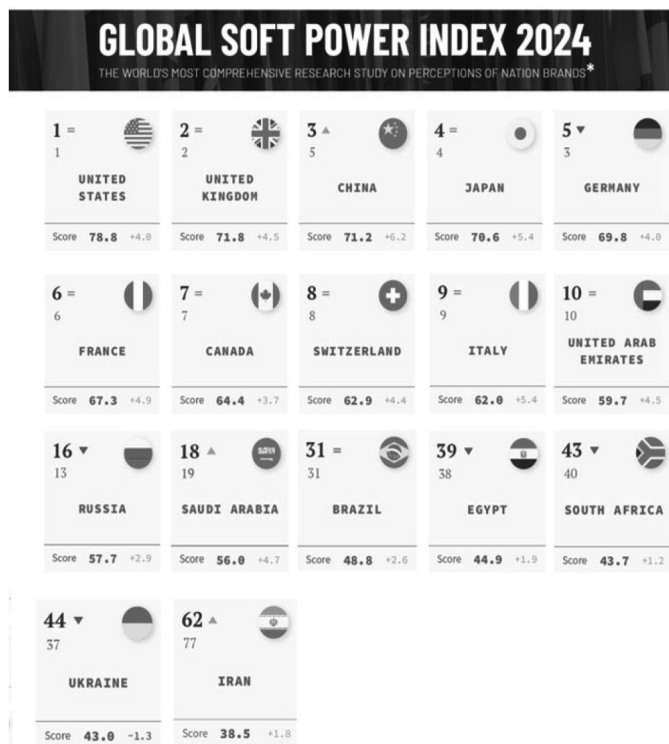 GLOBAL SOFT POWER INDEX 2024
THE WORLD'S MOST COMPREHENSIVE RESEARCH STUDY ON PERCEPTIONS OF NATION BRANDS*
1 =
1
UNITED
STATES
Score 78.8 +4.0
2 =
2
UNITED
KINGDOM
Score 71.8 +4.5
3 ▲
5
CHINA
Score 71.2 +6.2
4 =
4
JAPAN
Score 70.6 +5.4
5 ▼
3
GERMANY
Score 69.8 +4.0
6 =
6
FRANCE
Score 67.3 +4.9
7 =
7
CANADA
Score 64.4 +3.7
8 =
8
SWITZERLAND
Score 62.9 +4.4
9 =
9
ITALY
Score 62.0 +5.4
10 =
10
UNITED ARAB
EMIRATES
Score 59.7 +4.5
16 ▼
13
RUSSIA
Score 57.7 +2.9
18 ▲
19
SAUDI ARABIA
Score 56.0 +4.7
31 =
31
BRAZIL
Score 48.8 +2.6
39 ▼
38
EGYPT
Score 44.9 +1.9
43 ▼
40
SOUTH AFRICA
Score 43.7 +1.2
44 ▼
37
UKRAINE
Score 43.0 -1.3
62 ▲
77
IRAN
Score 38.5 +1.8